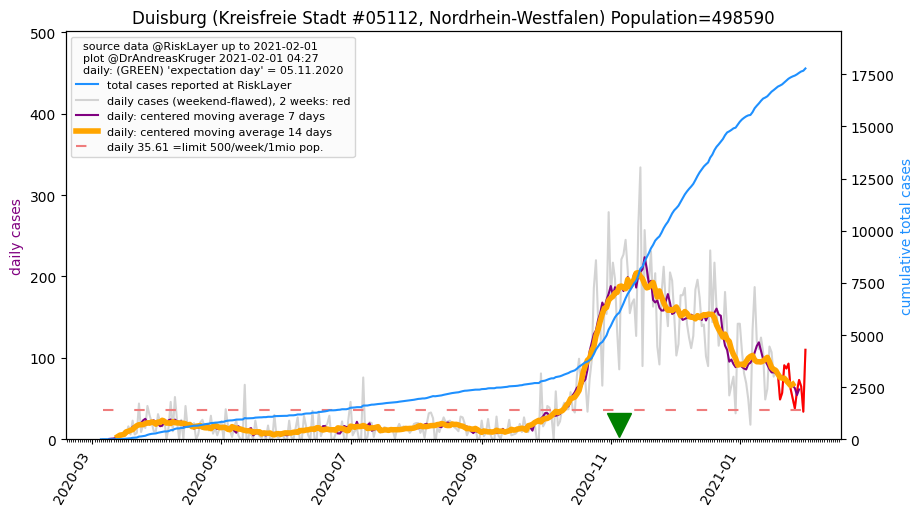 Duisburg (Kreisfreie Stadt #05112, Nordrhein-Westfalen) Population=498590
source data @RiskLayer up to 2021-02-01
plot @DrAndreasKruger 2021-02-01 04:27
daily: (GREEN) 'expectation day' = 05.11.2020
total cases reported at RiskLayer
daily cases (weekend-flawed), 2 weeks: red
daily: centered moving average 7 days
daily: centered moving average 14 days
daily 35.61 =limit 500/week/1mio pop.
daily cases
500
400
300
200
100
0
cumulative total cases
17500
15000
12500
10000
7500
5000
2500
0
2020-03
2020-05
2020-07
2020-09
2020-11
2021-01